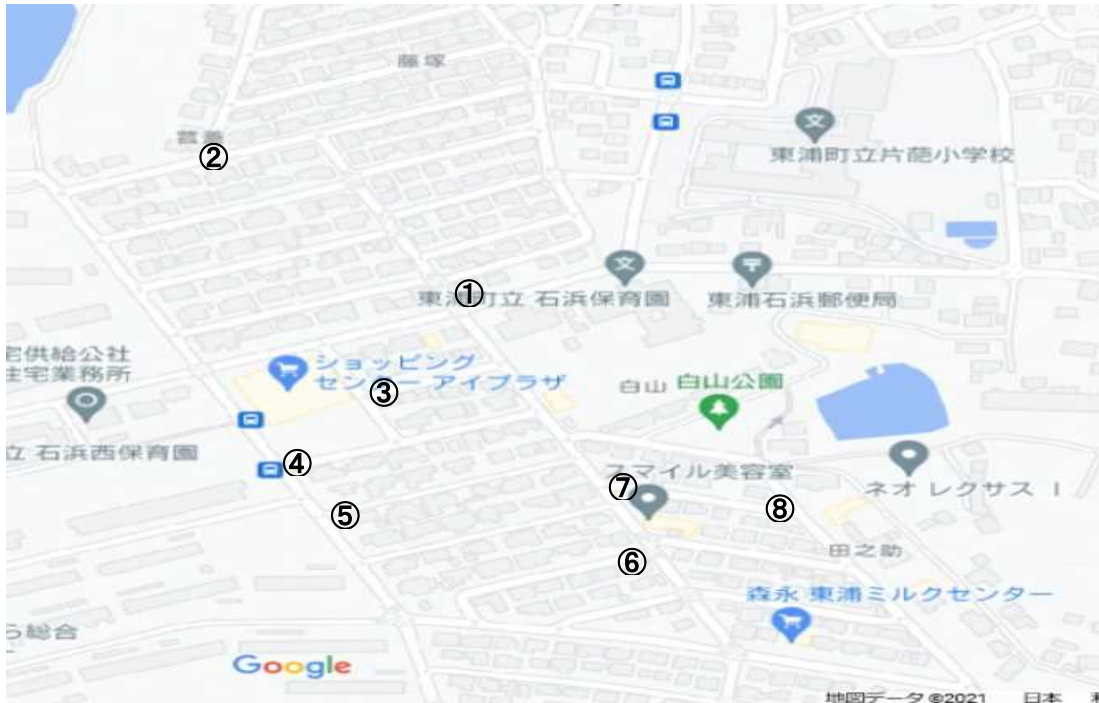 藤塚
②
東浦町立片葩小学校
①
東浦町立 石浜保育園
東浦石浜郵便局
宅供給公社
住宅業務所
ショッピング
センター アイプラザ
③
白山
白山公園
立 石浜西保育園
④
スマイル美容室
⑦
ネオ レクサス Ⅰ
⑤
⑧
⑥
田之助
森永 東浦ミルクセンター
ら総合
Google
地図データ ©2021
日本